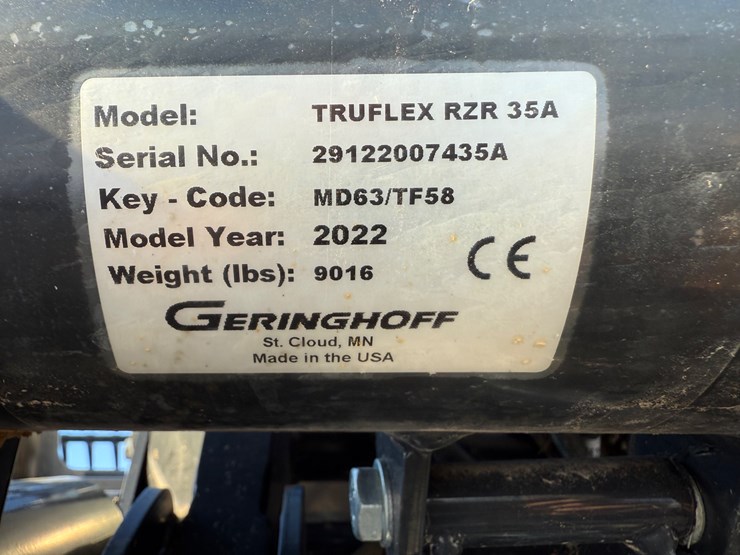 Model: TRUFLEX RZR 35A
Serial No.: 29122007435A
Key - Code: MD63/TF58
Model Year: 2022
Weight (lbs): 9016
CE
GERINGHOFF
St. Cloud, MN
Made in the USA